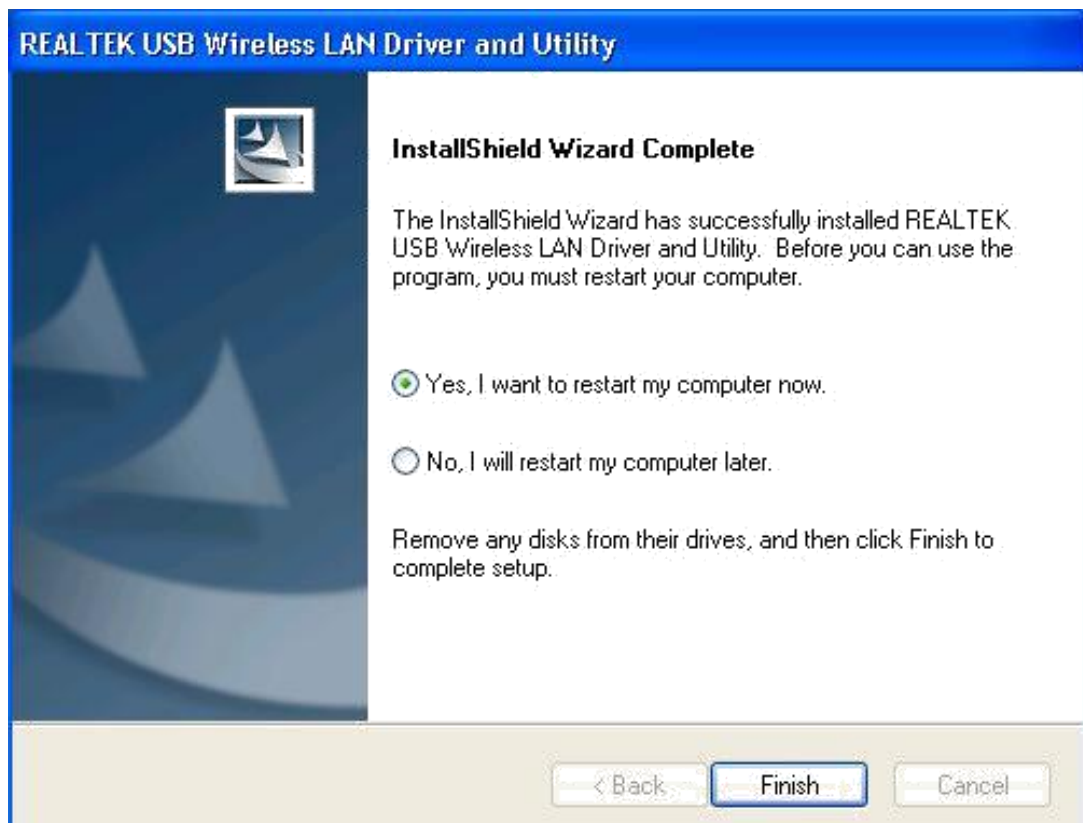 REALTEK USB Wireless LAN Driver and Utility
InstallShield Wizard Complete
The InstallShield Wizard has successfully installed REALTEK
USB Wireless LAN Driver and Utility.  Before you can use the
program, you must restart your computer.
Yes, I want to restart my computer now.
No, I will restart my computer later.
Remove any disks from their drives, and then click Finish to
complete setup.
< Back Finish Cancel